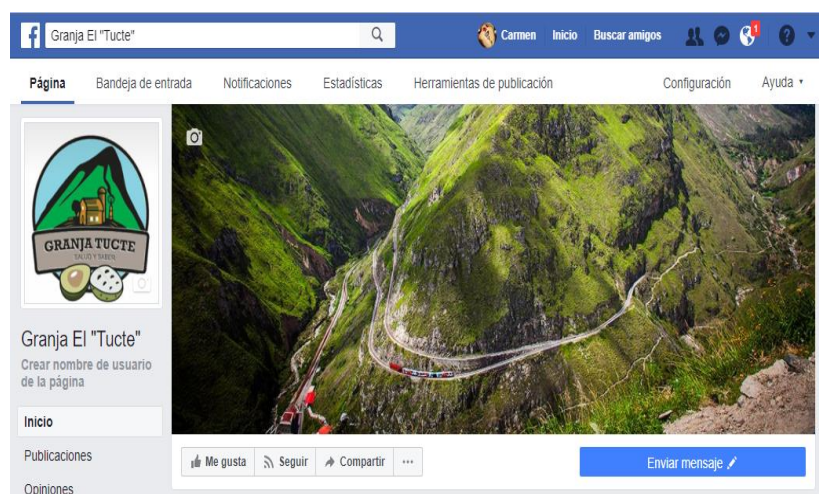 f Granja El "Tucte" Carmen Inicio Buscar amigos 1 ?
Página Bandeja de entrada Notificaciones Estadísticas Herramientas de publicación Configuración Ayuda
GRANJA TUCTE
SALUD Y SABOR
Granja El "Tucte"
Crear nombre de usuario
de la página
Inicio
Publicaciones
Opiniones
Me gusta Seguir Compartir ... Enviar mensaje